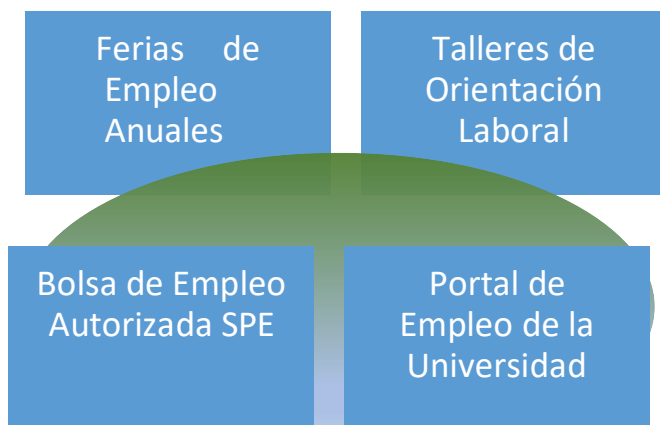 Ferias de
Empleo
Anuales
Talleres de
Orientación
Laboral
Bolsa de Empleo
Autorizada SPE
Portal de
Empleo de la
Universidad